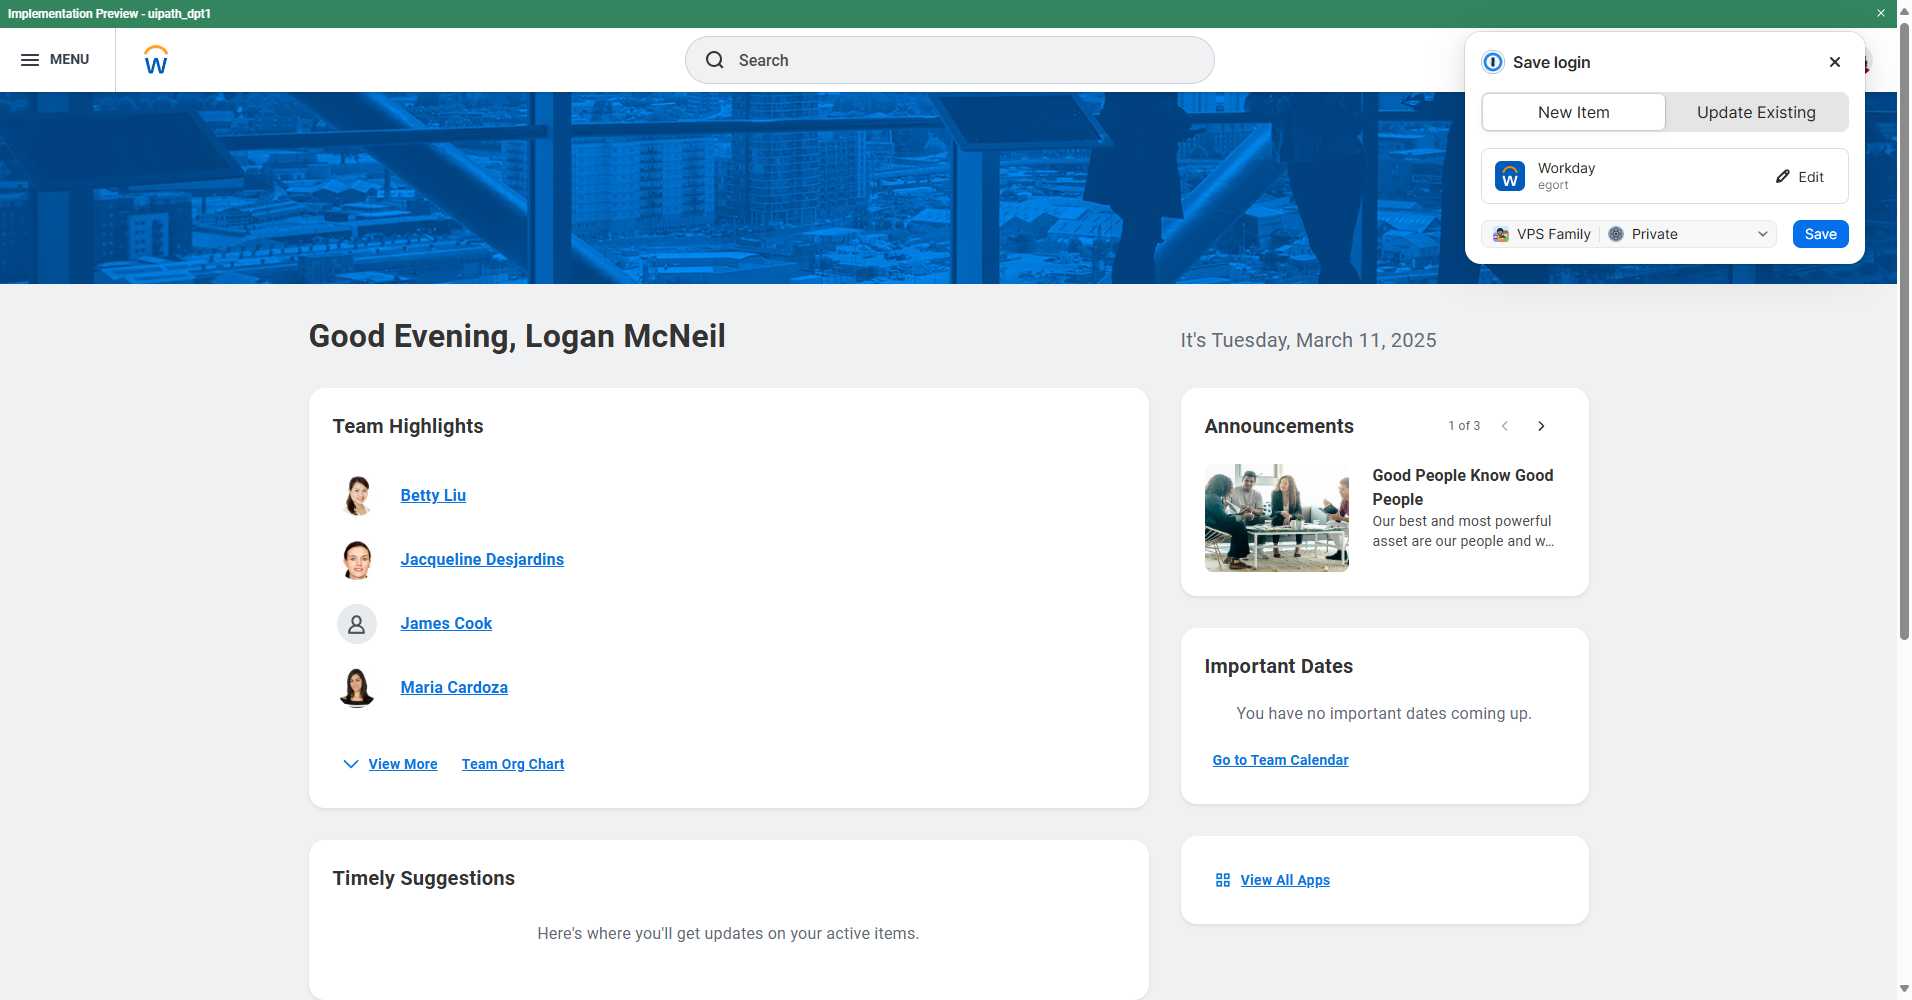 Implementation Preview - uipath_dpt1
MENU
Search
Save login
New Item
Update Existing
Workday
egort
Edit
VPS Family
Private
Save
Good Evening, Logan McNeil
It's Tuesday, March 11, 2025
Team Highlights
Betty Liu
Jacqueline Desjardins
James Cook
Maria Cardoza
View More
Team Org Chart
Announcements
1 of 3
Good People Know Good
People
Our best and most powerful
asset are our people and w...
Important Dates
You have no important dates coming up.
Go to Team Calendar
View All Apps
Timely Suggestions
Here's where you'll get updates on your active items.